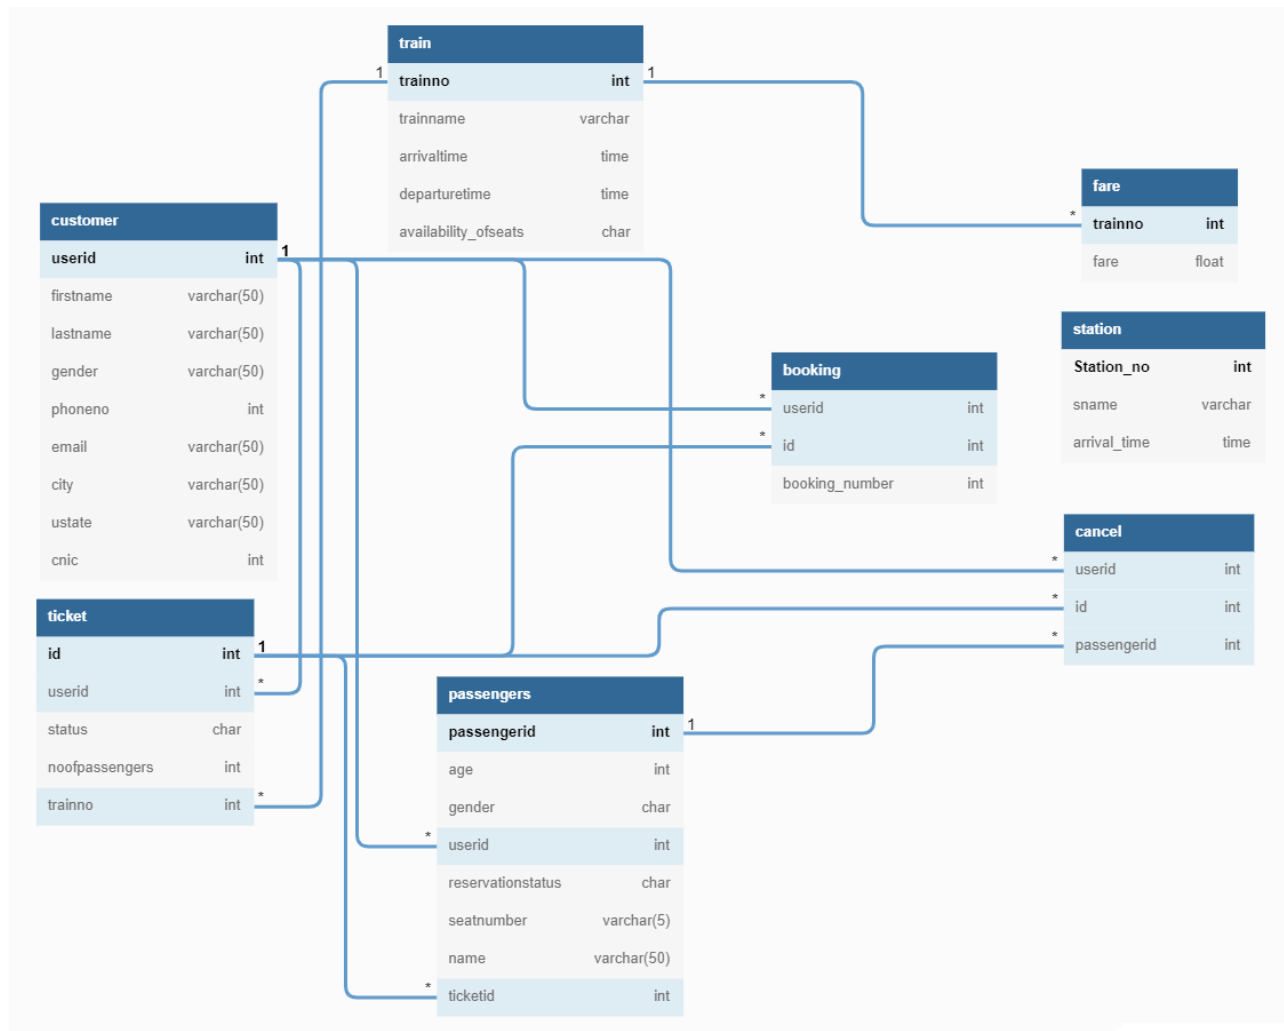 train
1 trainno int 1
trainname varchar
arrivaltime time
departuretime time
availability_ofseats char
fare
* trainno int
fare float
customer
userid int 1
firstname varchar(50)
lastname varchar(50)
gender varchar(50)
phoneno int
email varchar(50)
city varchar(50)
ustate varchar(50)
cnic int
station
Station_no int
sname varchar
arrival_time time
booking
* userid int
* id int
booking_number int
cancel
* userid int
* id int
* passengerid int
ticket
id int 1
userid int *
status char
noofpassengers int
trainno int *
passengers
passengerid int 1
age int
gender char
* userid int
reservationstatus char
seatnumber varchar(5)
name varchar(50)
* ticketid int